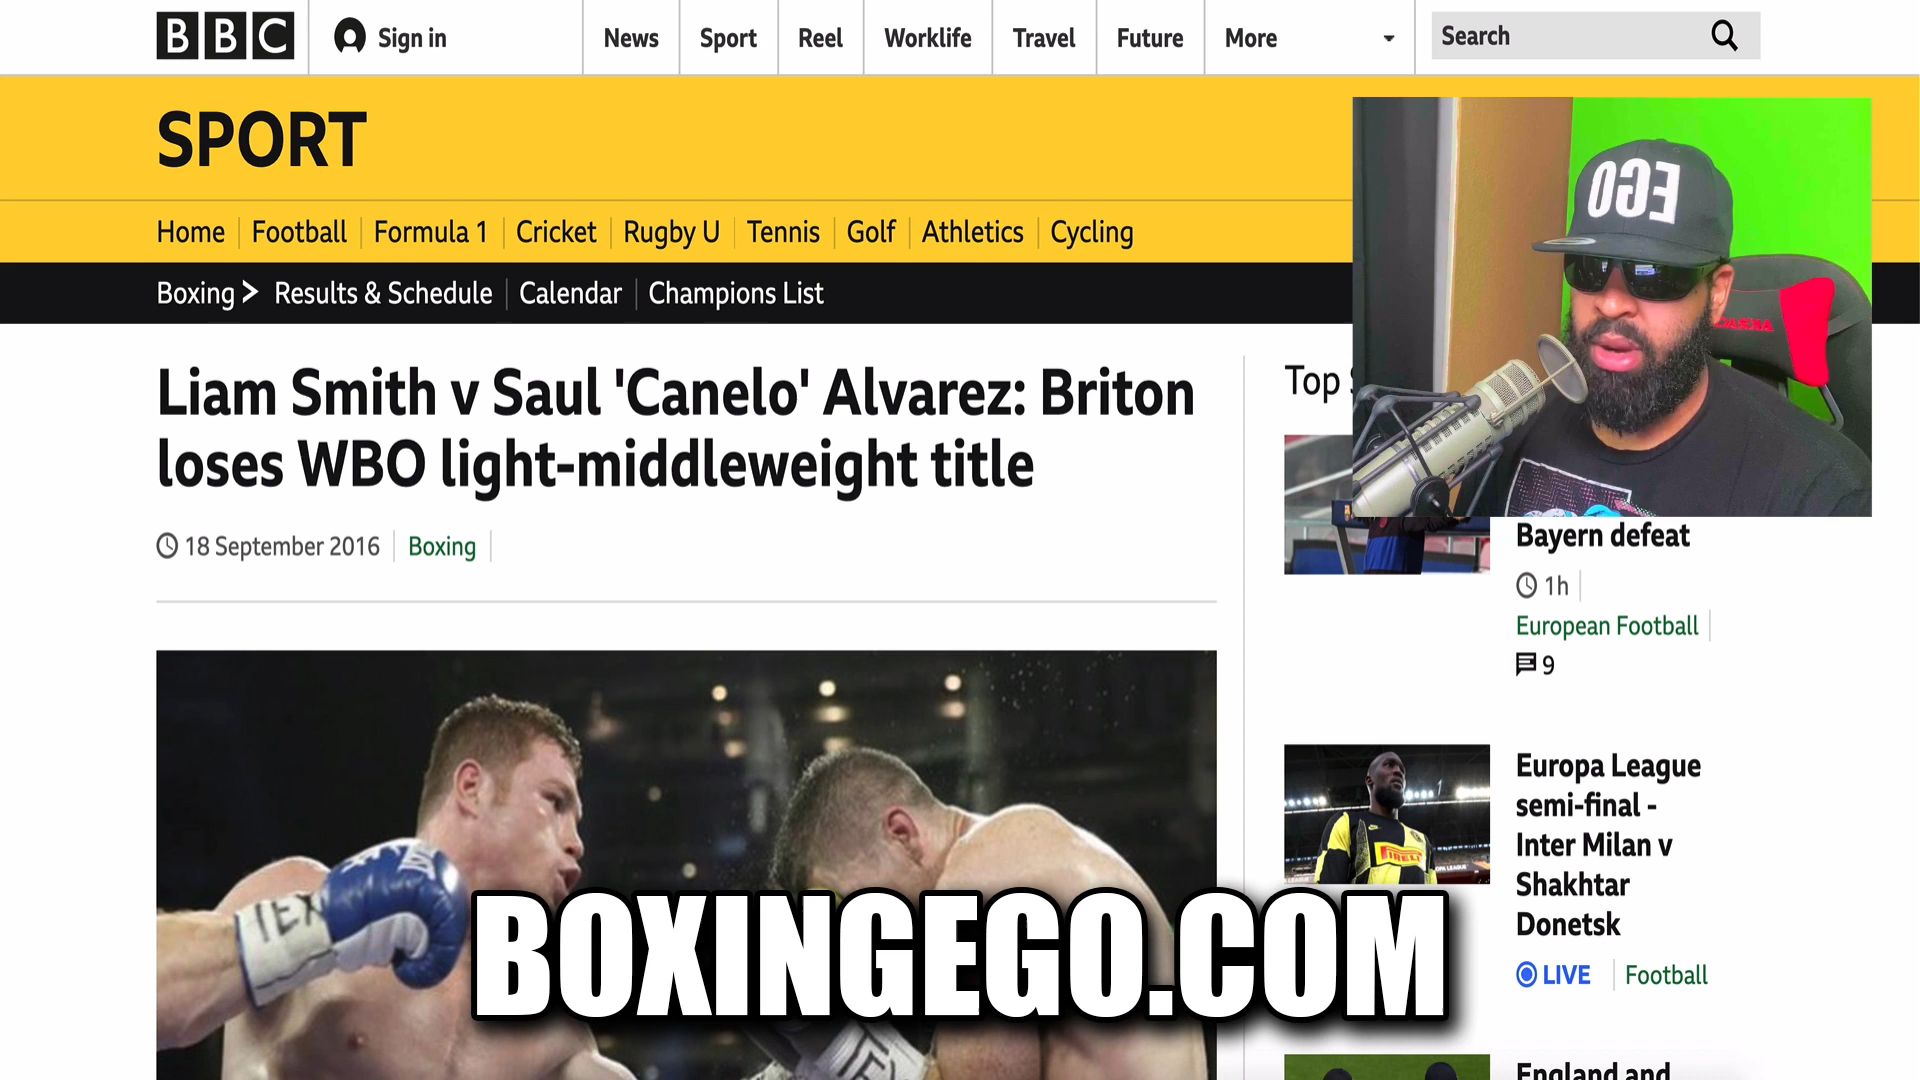 BBC
Sign in
News
Sport
Reel
Worklife
Travel
Future
More
Search
SPORT
Home
Football
Formula 1
Cricket
Rugby U
Tennis
Golf
Athletics
Cycling
Boxing
Results & Schedule
Calendar
Champions List
Liam Smith v Saul 'Canelo' Alvarez: Briton
loses WBO light-middleweight title
18 September 2016
Boxing
Top
EGO
Bayern defeat
1h
European Football
9
Europa League
semi-final -
Inter Milan v
Shakhtar
Donetsk
LIVE
Football
England and
PIRELLI
BOXINGEGO.COM